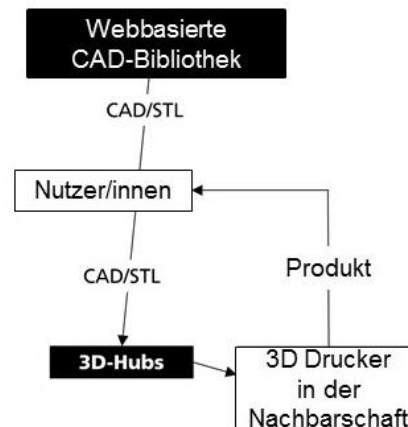 Webbasierte
CAD-Bibliothek
CAD/STL
Nutzer/innen
CAD/STL
Produkt
3D-Hubs
3D Drucker
in der
Nachbarschaft